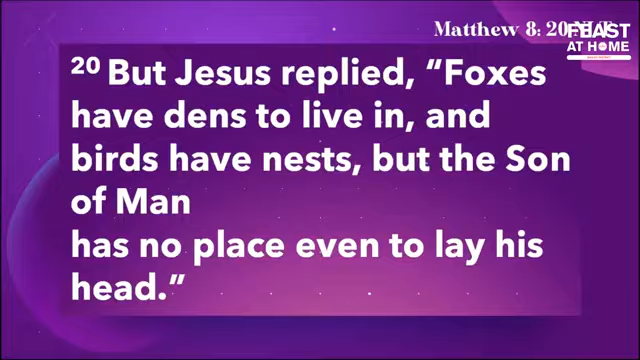 Matthew 8: 20 NLT
FEAST
AT HOME
20 But Jesus replied, “Foxes
have dens to live in, and
birds have nests, but the Son
of Man
has no place even to lay his
head.”